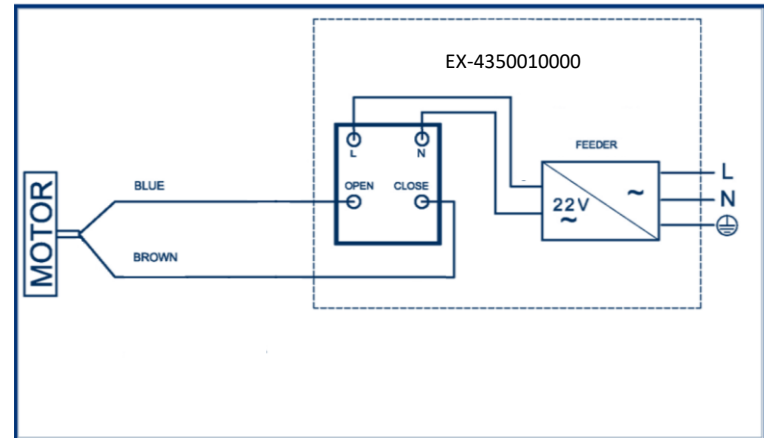 EX-4350010000
L
N
FEEDER
OPEN
CLOSE
BLUE
BROWN
MOTOR
22V
~
~
L
N